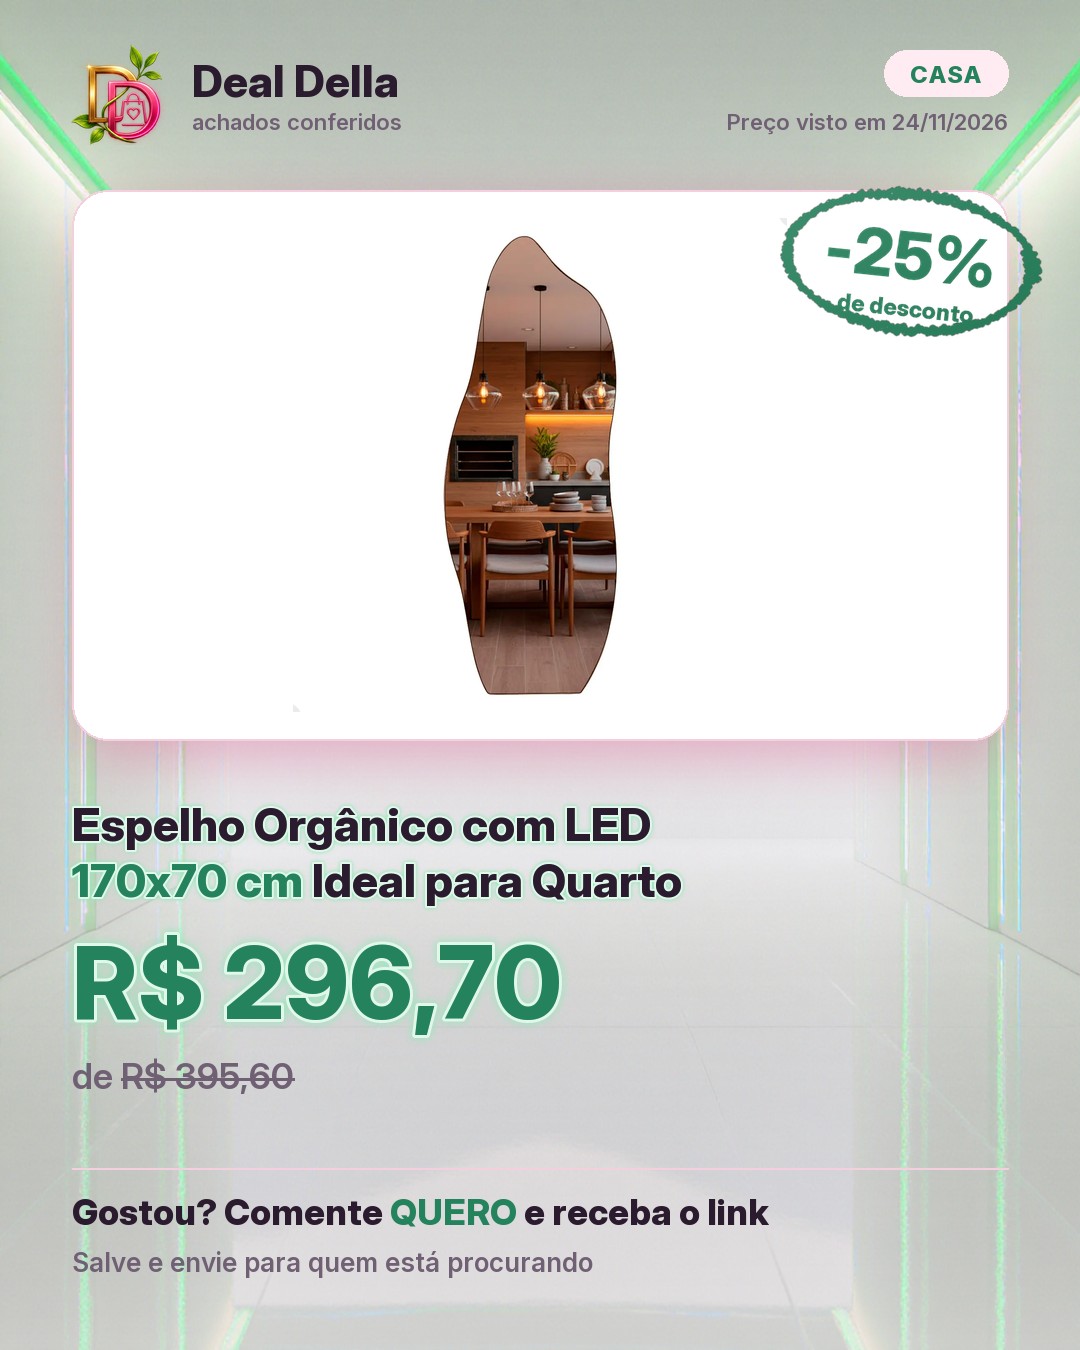 Deal Della
achados conferidos
CASA
Preço visto em 24/11/2026
-25%
de desconto
Espelho Orgânico com LED
170x70 cm Ideal para Quarto
R$ 296,70
de R$ 395,60
Gostou? Comente QUERO e receba o link
Salve e envie para quem está procurando